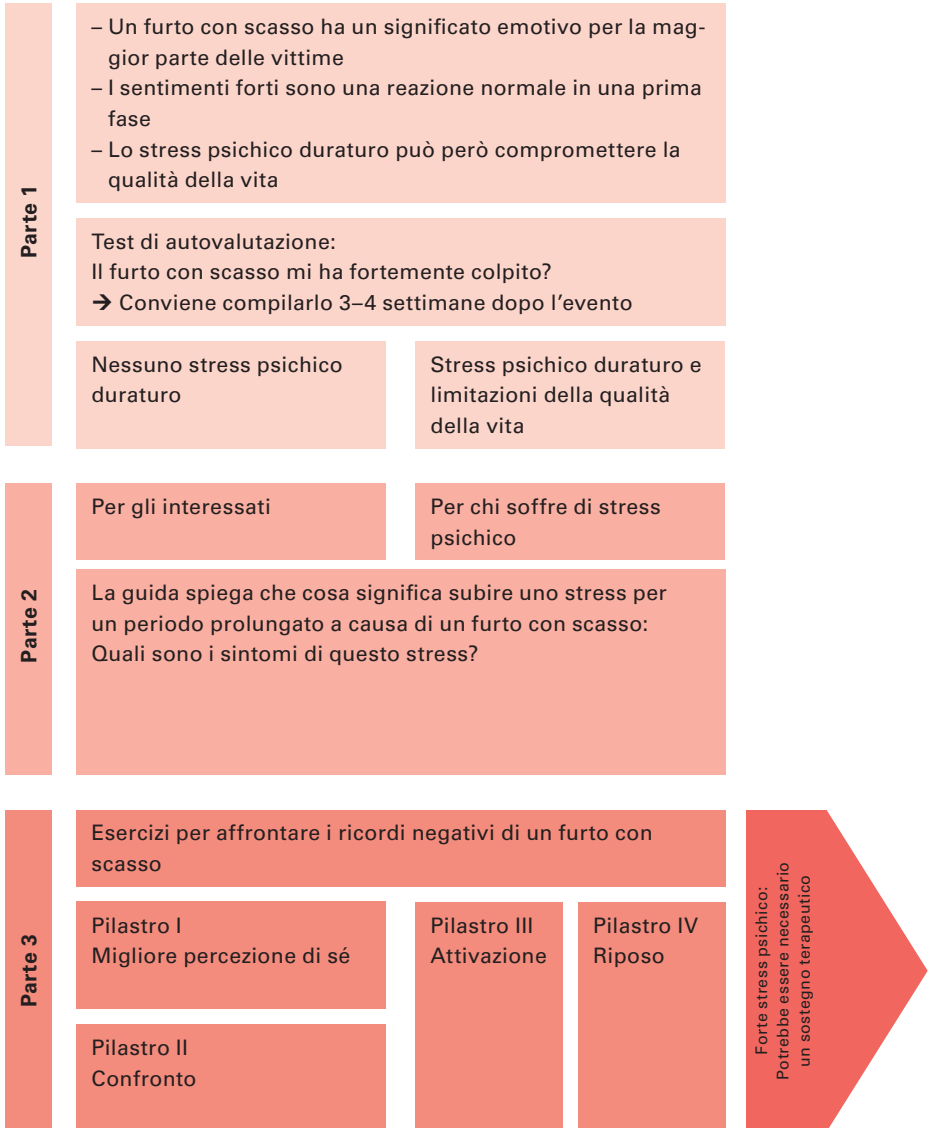 Parte 1
– Un furto con scasso ha un significato emotivo per la mag-
gior parte delle vittime
– I sentimenti forti sono una reazione normale in una prima
fase
– Lo stress psichico duraturo può però compromettere la
qualità della vita
Test di autovalutazione:
Il furto con scasso mi ha fortemente colpito?
➔ Conviene compilarlo 3–4 settimane dopo l'evento
Nessuno stress psichico
duraturo
Stress psichico duraturo e
limitazioni della qualità
della vita
Parte 2
Per gli interessati
Per chi soffre di stress
psichico
La guida spiega che cosa significa subire uno stress per
un periodo prolungato a causa di un furto con scasso:
Quali sono i sintomi di questo stress?
Parte 3
Esercizi per affrontare i ricordi negativi di un furto con
scasso
Pilastro I
Migliore percezione di sé
Pilastro II
Confronto
Pilastro III
Attivazione
Pilastro IV
Riposo
Forte stress psichico:
Potrebbe essere necessario
un sostegno terapeutico